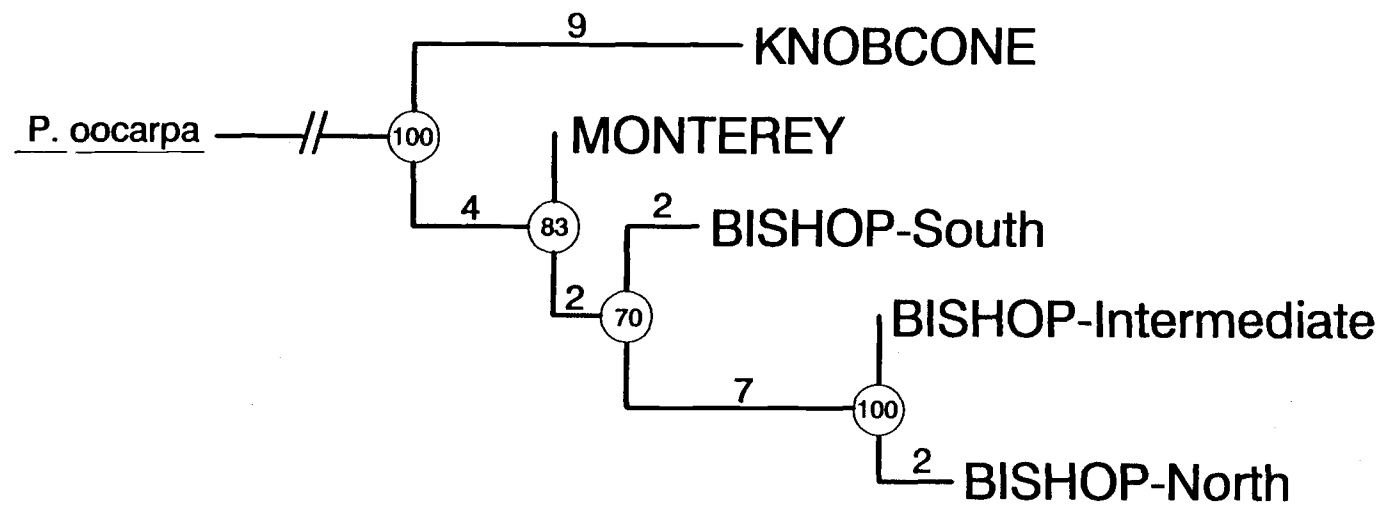 9
KNOBCONE
P. oocarpa
100
MONTEREY
4
83
2
BISHOP-South
2
70
BISHOP-Intermediate
7
100
2
BISHOP-North